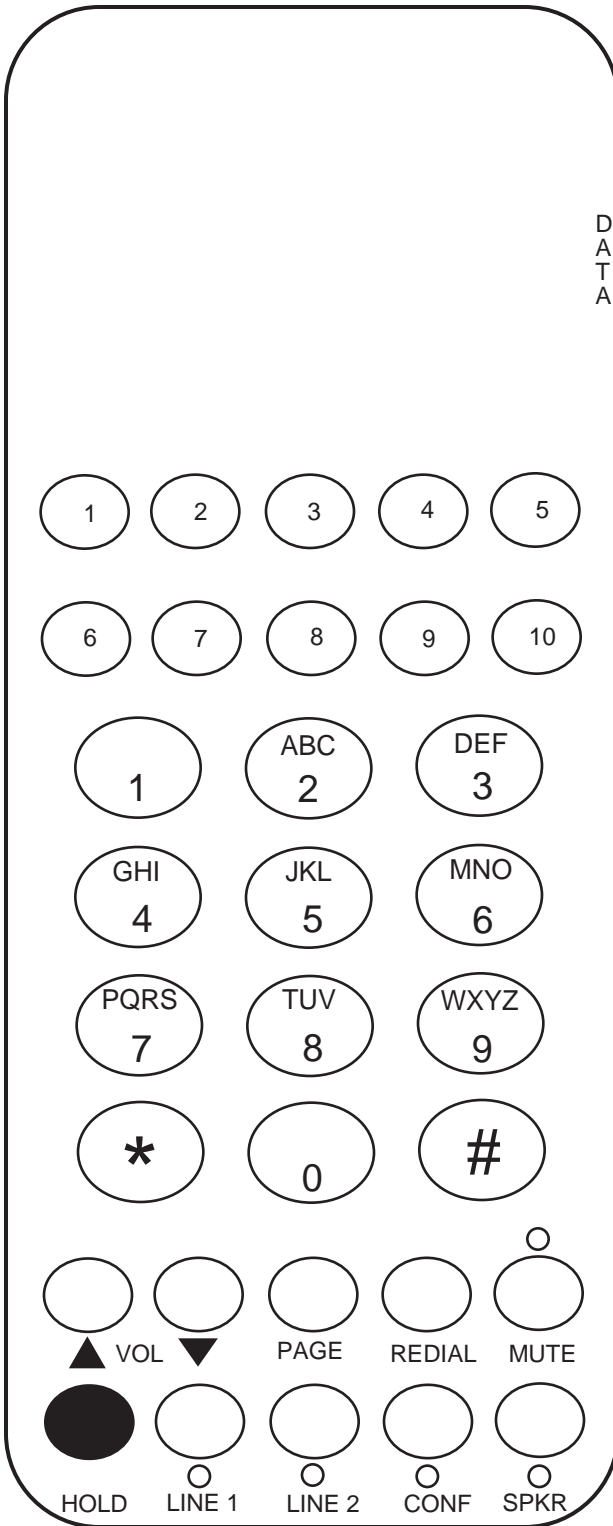 D
A
T
A
1 2 3 4 5
6 7 8 9 10
1 ABC 2 DEF 3
GHI 4 JKL 5 MNO 6
PQRS 7 TUV 8 WXYZ 9
* 0 #
VOL PAGE REDIAL MUTE
HOLD LINE 1 LINE 2 CONF SPKR